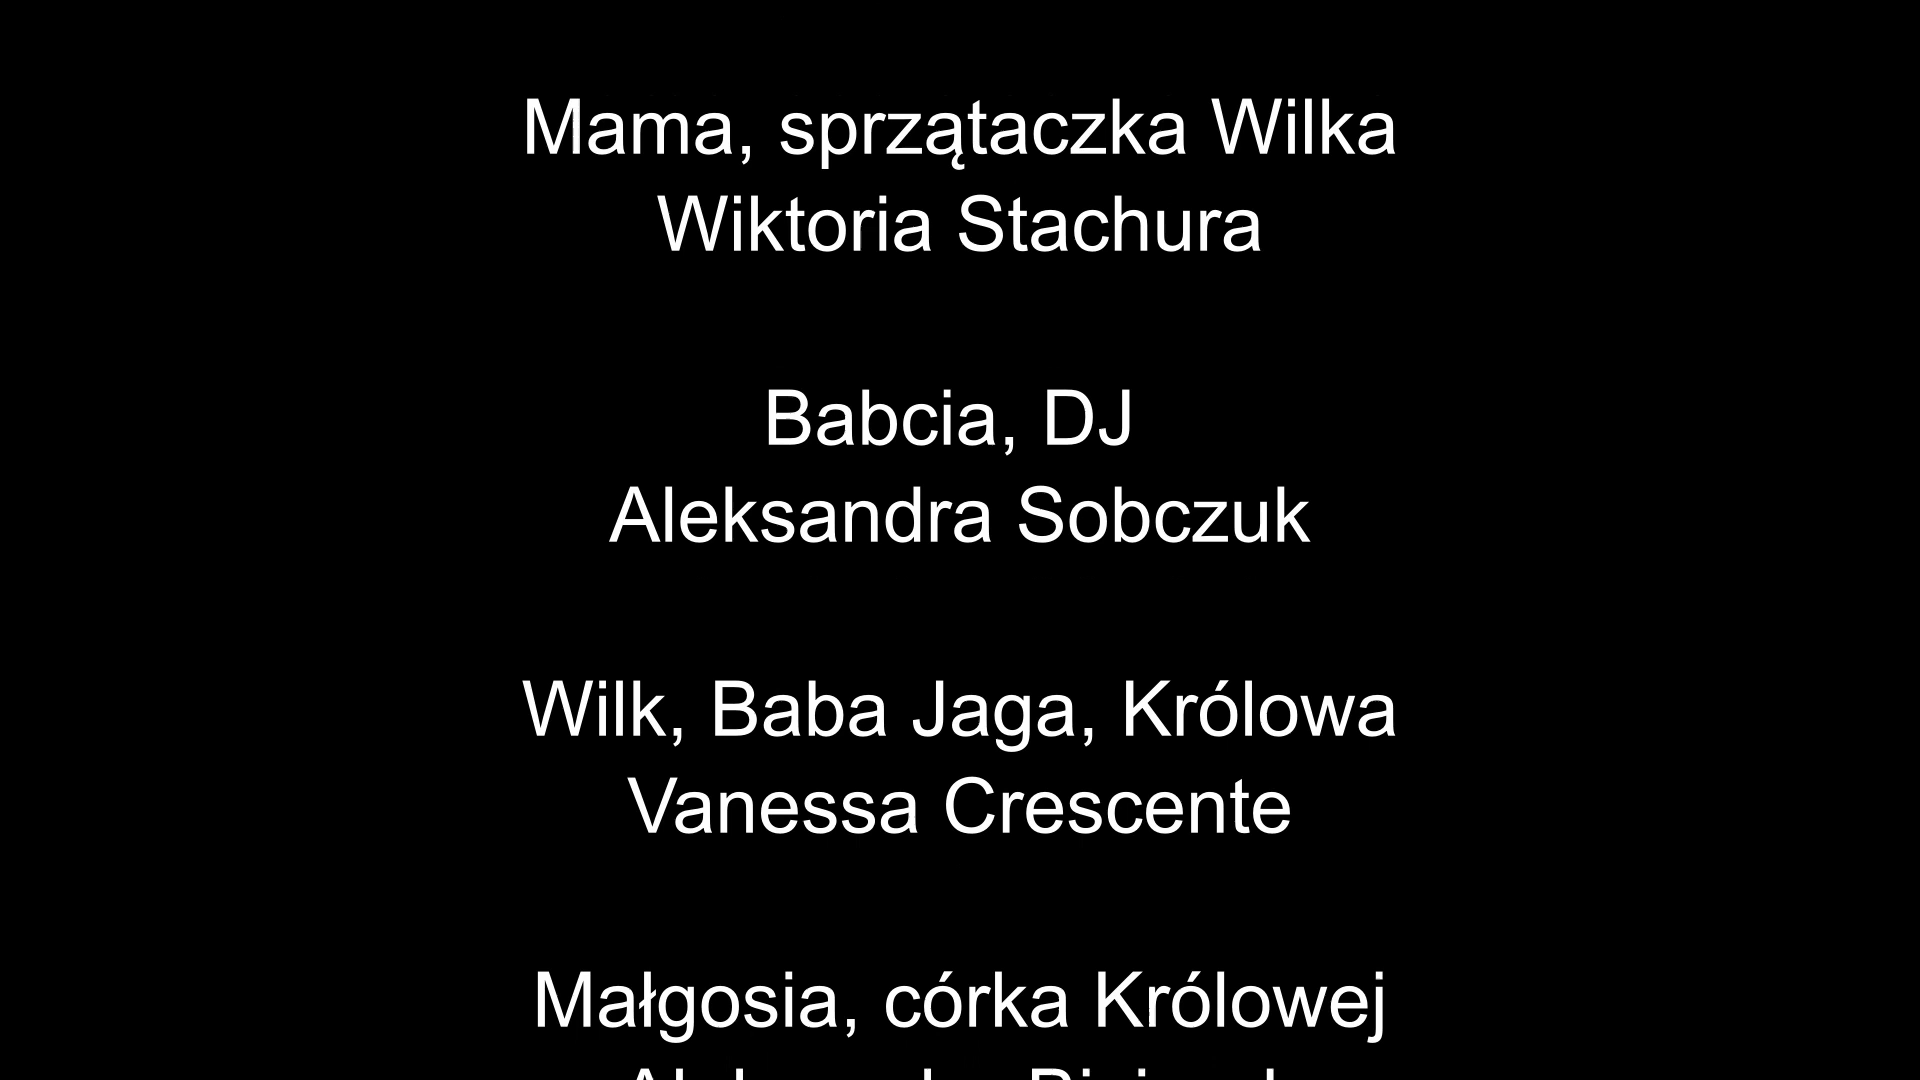 Mama, sprzątaczka Wilka
Wiktoria Stachura
Babcia, DJ
Aleksandra Sobczuk
Wilk, Baba Jaga, Królowa
Vanessa Crescente
Małgosia, córka Królowej